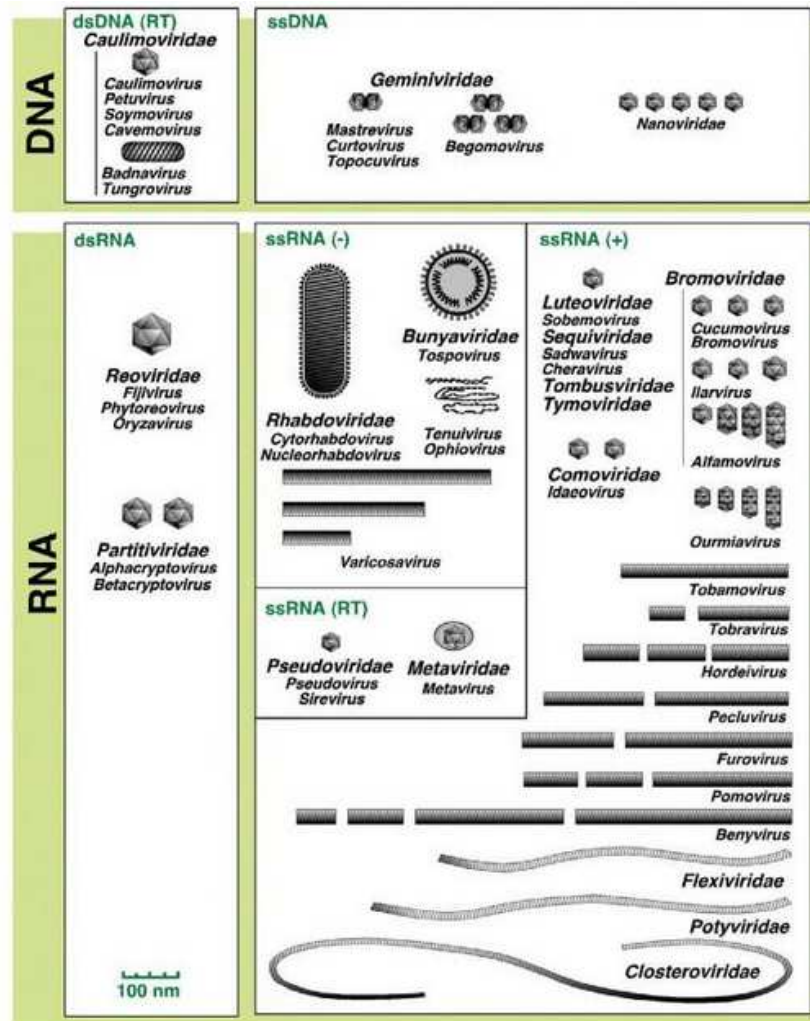 DNA
dsDNA (RT)
Caulimoviridae
Caulimovirus
Petuvirus
Soymovirus
Cavemovirus
Badnavirus
Tungrovirus
ssDNA
Geminiviridae
Mastrevirus
Curtovirus
Topocuvirus
Begomovirus
Nanoviridae
RNA
dsRNA
Reoviridae
Fijivirus
Phytoreovirus
Oryzavirus
Partitiviridae
Alphacryptovirus
Betacryptovirus
100 nm
ssRNA (-)
Rhabdoviridae
Cytorhabdovirus
Nucleorhabdovirus
Bunyaviridae
Tospovirus
Tenuivirus
Ophiovirus
Varicosavirus
ssRNA (RT)
Pseudoviridae
Pseudovirus
Sirevirus
Metaviridae
Metavirus
ssRNA (+)
Luteoviridae
Sobemovirus
Sequiviridae
Sadwavirus
Cheravirus
Tombusviridae
Tymoviridae
Comoviridae
Idaeovirus
Bromoviridae
Cucumovirus
Bromovirus
Ilarvirus
Alfamovirus
Ourmiavirus
Tobamovirus
Tobravirus
Hordeivirus
Pecluvirus
Furovirus
Pomovirus
Benyvirus
Flexiviridae
Potyviridae
Closteroviridae